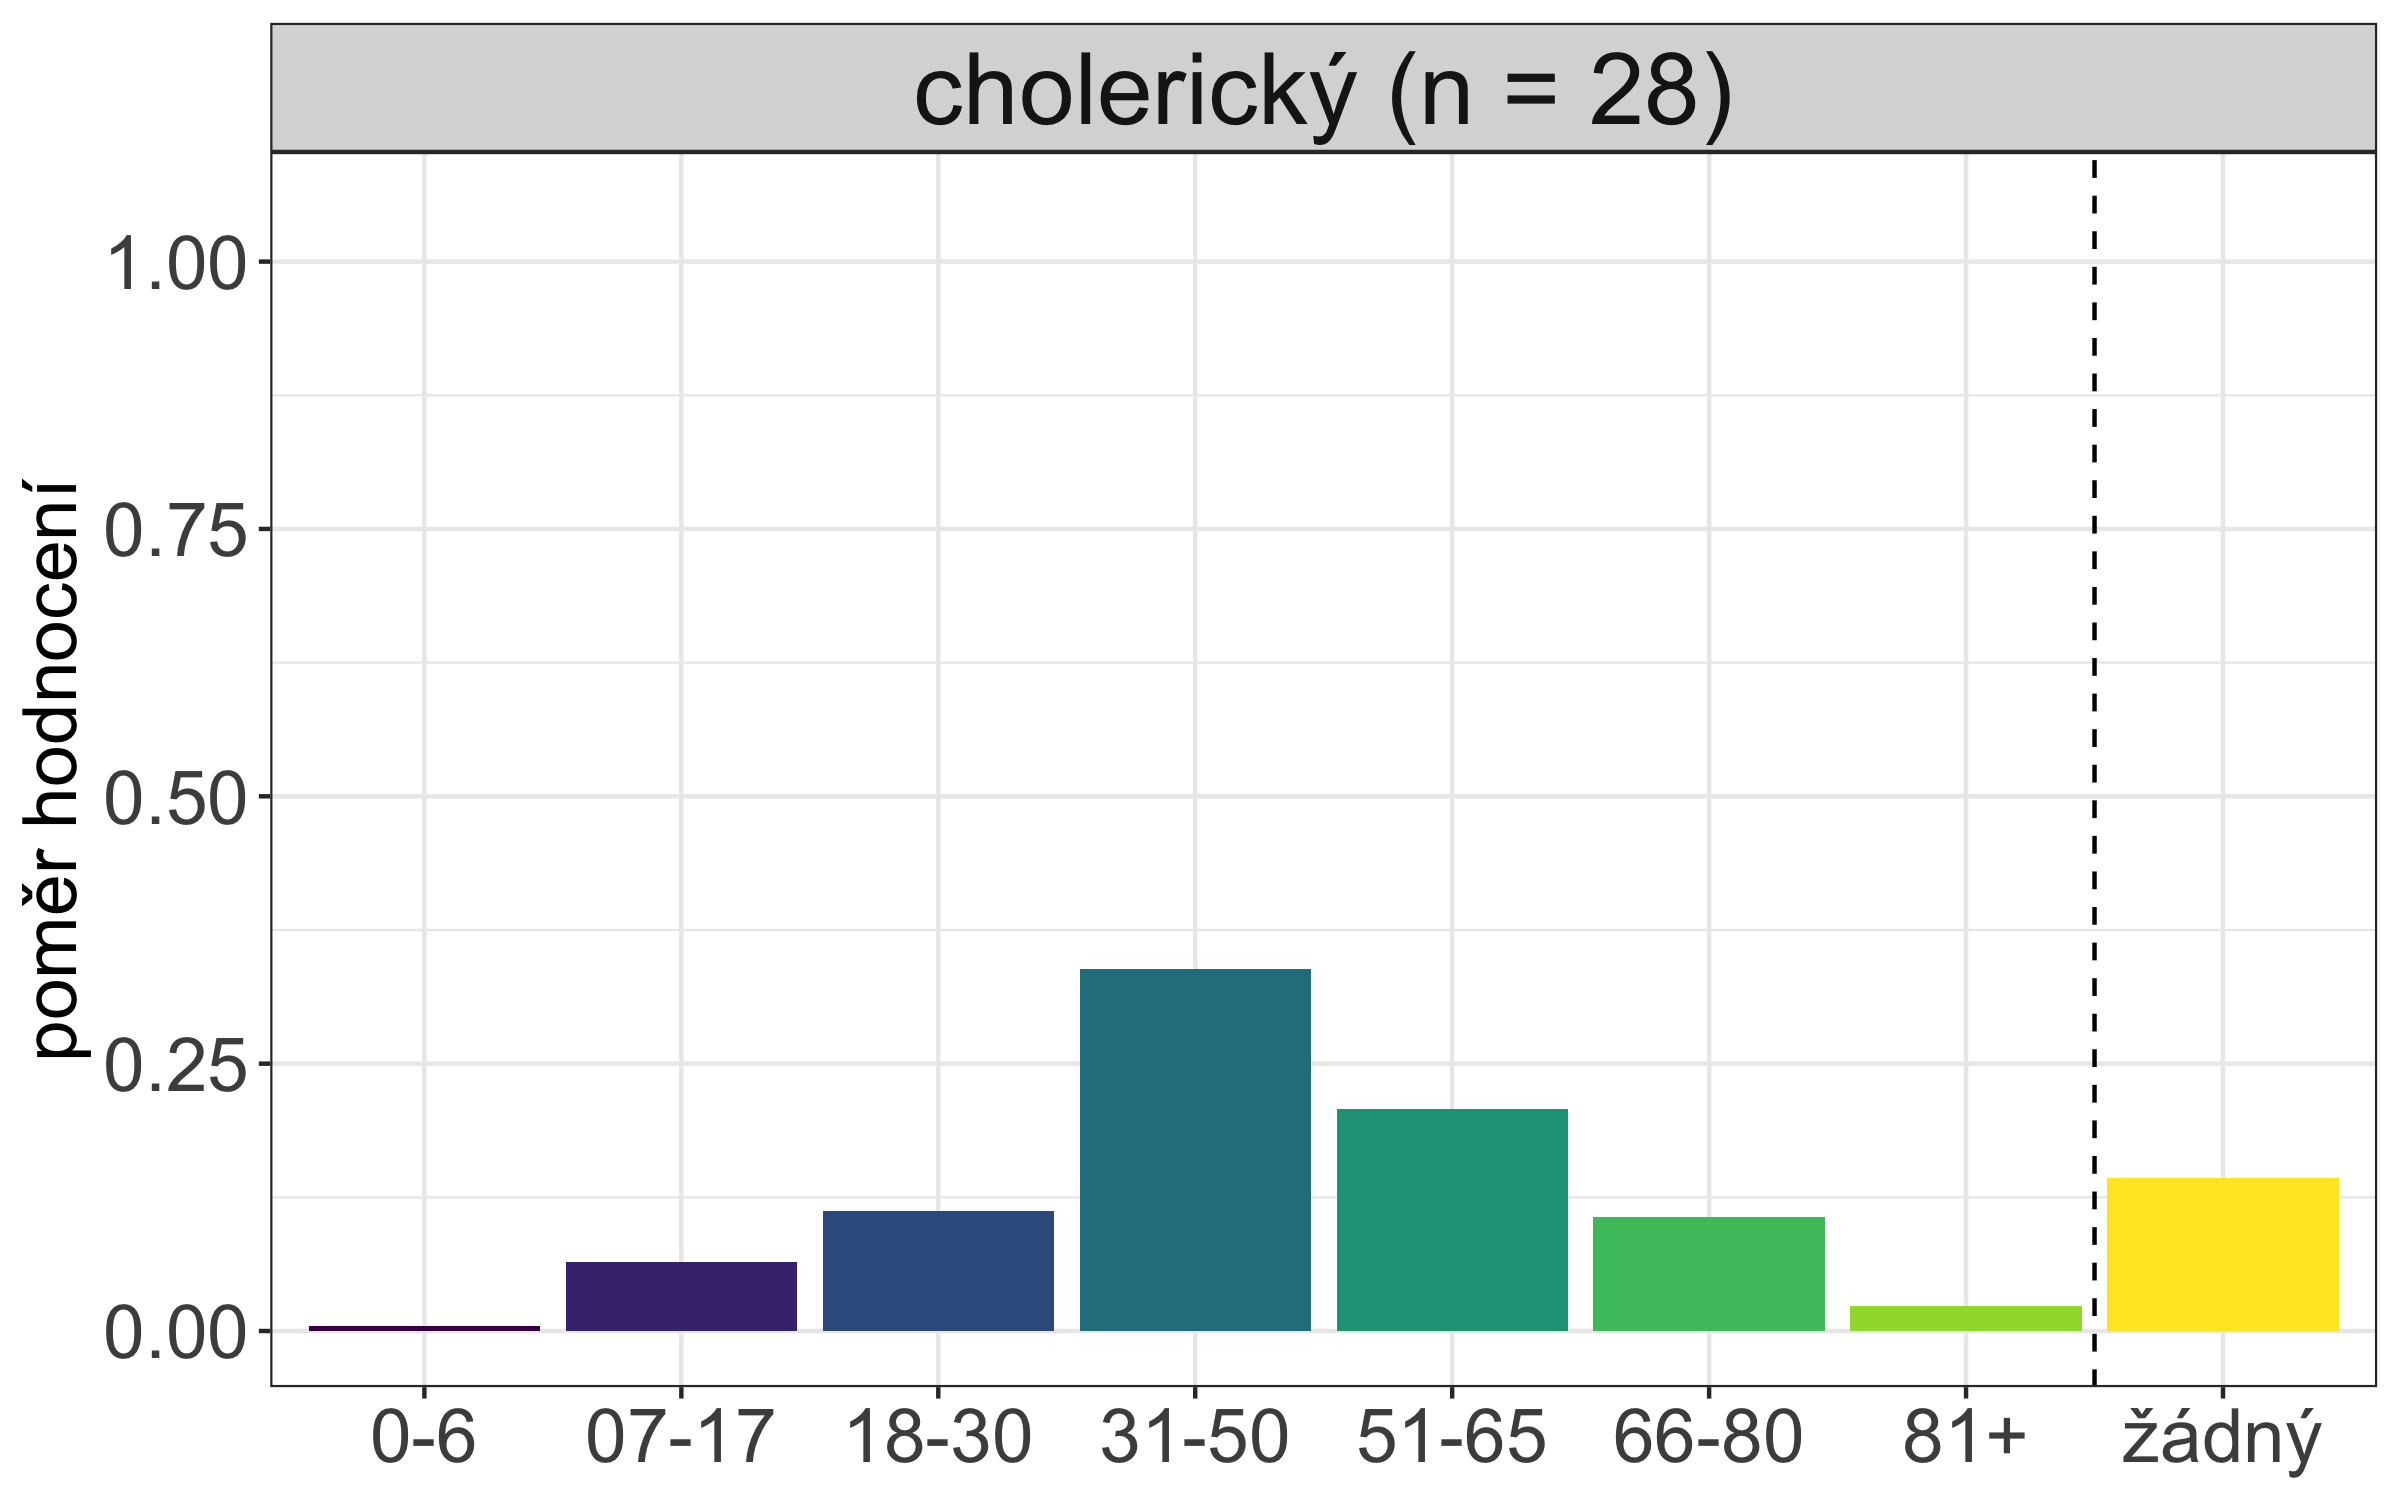 cholerický (n = 28)
poměr hodnocení
1.00
0.75
0.50
0.25
0.00
0-6 07-17 18-30 31-50 51-65 66-80 81+ žádný